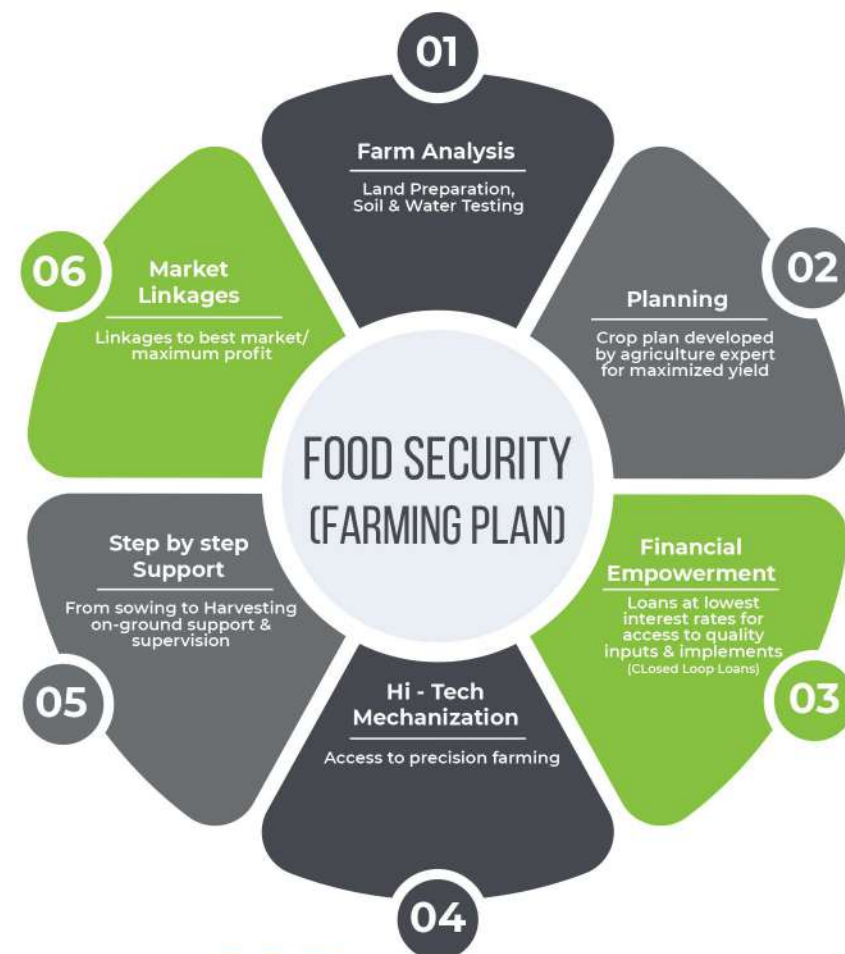 01
Farm Analysis
Land Preparation,
Soil & Water Testing
02
Planning
Crop plan developed
by agriculture expert
for maximized yield
03
Financial
Empowerment
Loans at lowest
interest rates for
access to quality
inputs & implements
(CLosed Loop Loans)
04
Hi - Tech
Mechanization
Access to precision farming
05
Step by step
Support
From sowing to Harvesting
on-ground support &
supervision
06
Market
Linkages
Linkages to best market/
maximum profit
FOOD SECURITY
(FARMING PLAN)